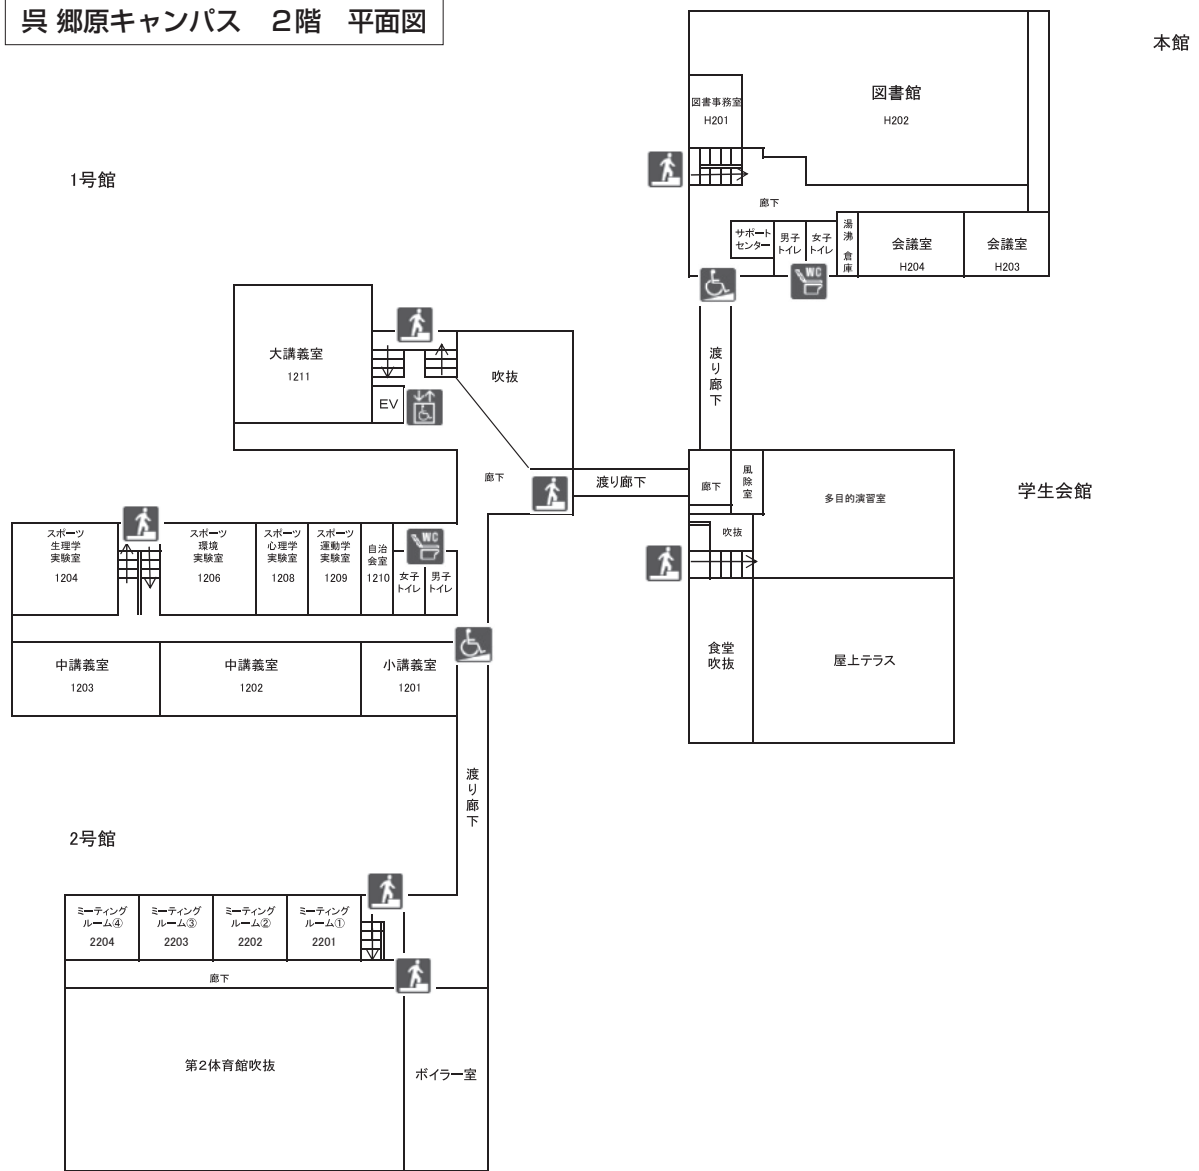 呉 郷原キャンパス　2階　平面図
本館
図書事務室
H201
図書館
H202
廊下
サポート
センター
男子
トイレ
女子
トイレ
湯沸
倉庫
会議室
H204
会議室
H203
WC
渡り廊下
1号館
大講義室
1211
EV
吹抜
廊下
渡り廊下
スポーツ
生理学
実験室
1204
スポーツ
環境
実験室
1206
スポーツ
心理学
実験室
1208
スポーツ
運動学
実験室
1209
自治
会室
1210
WC
女子
トイレ
男子
トイレ
中講義室
1203
中講義室
1202
小講義室
1201
学生会館
廊下
風除室
多目的演習室
吹抜
食堂
吹抜
屋上テラス
渡り廊下
2号館
ミーティング
ルーム④
2204
ミーティング
ルーム③
2203
ミーティング
ルーム②
2202
ミーティング
ルーム①
2201
廊下
第2体育館吹抜
ボイラー室